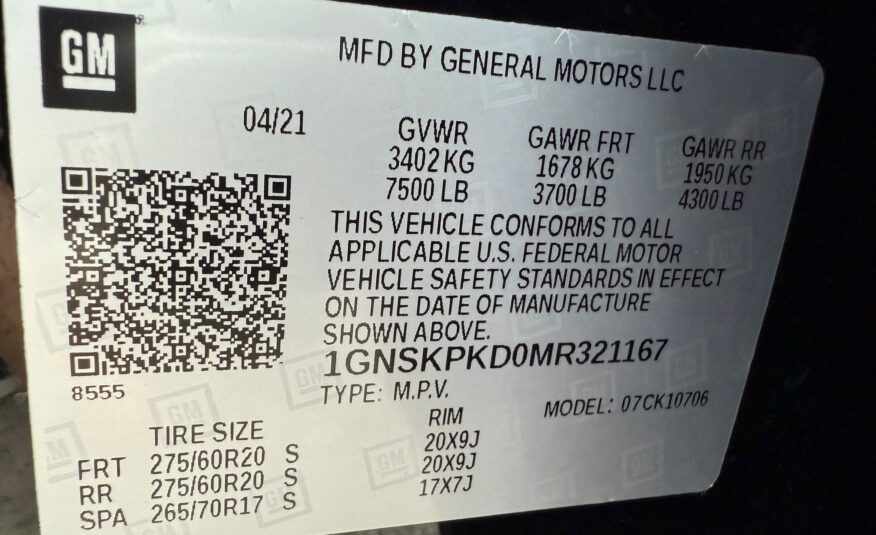 GM
MFD BY GENERAL MOTORS LLC
04/21
GVWR GAWR FRT GAWR RR
3402 KG 1678 KG 1950 KG
7500 LB 3700 LB 4300 LB
THIS VEHICLE CONFORMS TO ALL
APPLICABLE U.S. FEDERAL MOTOR
VEHICLE SAFETY STANDARDS IN EFFECT
ON THE DATE OF MANUFACTURE
SHOWN ABOVE.
1GNSKPKD0MR321167
8555
TYPE: M.P.V. MODEL: 07CK10706
TIRE SIZE RIM
FRT 275/60R20 S 20X9J
RR 275/60R20 S 20X9J
SPA 265/70R17 S 17X7J